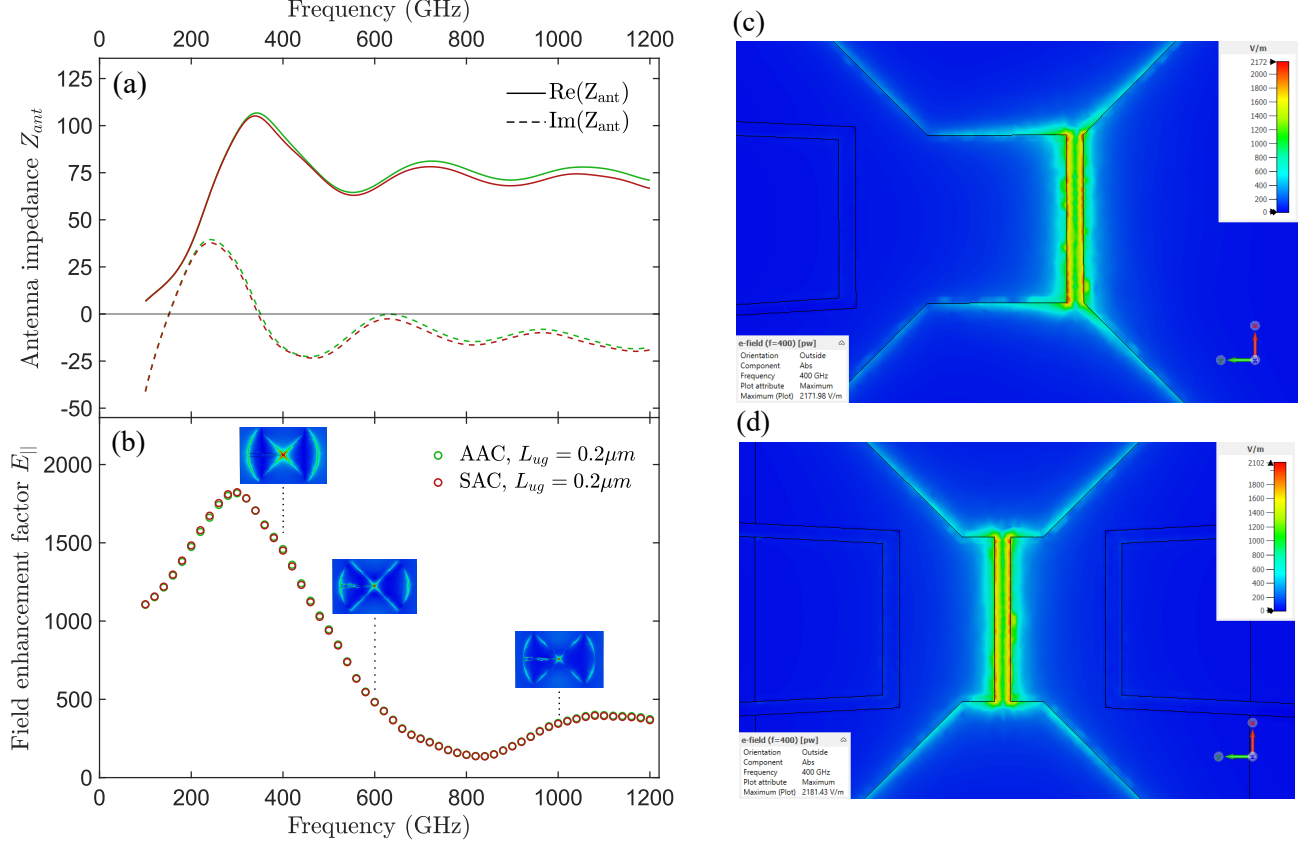 Frequency (GHz)
0 200 400 600 800 1000 1200
(a)
Re(Z_ant)
Im(Z_ant)
Antenna impedance Z_ant
125
100
75
50
25
0
-25
-50
(b)
AAC, L_ug = 0.2μm
SAC, L_ug = 0.2μm
Field enhancement factor E_||
2000
1500
1000
500
0
0 200 400 600 800 1000 1200
Frequency (GHz)
(c)
V/m
2172
2000
1800
1600
1400
1200
1000
800
600
400
200
0
e-field (f=400) [pw]
Orientation Outside
Component Abs
Frequency 400 GHz
Plot attribute Maximum
Maximum (Plot) 2171.98 V/m
(d)
V/m
2102
1800
1600
1400
1200
1000
800
600
400
200
0
e-field (f=400) [pw]
Orientation Outside
Component Abs
Frequency 400 GHz
Plot attribute Maximum
Maximum (Plot) 2181.43 V/m